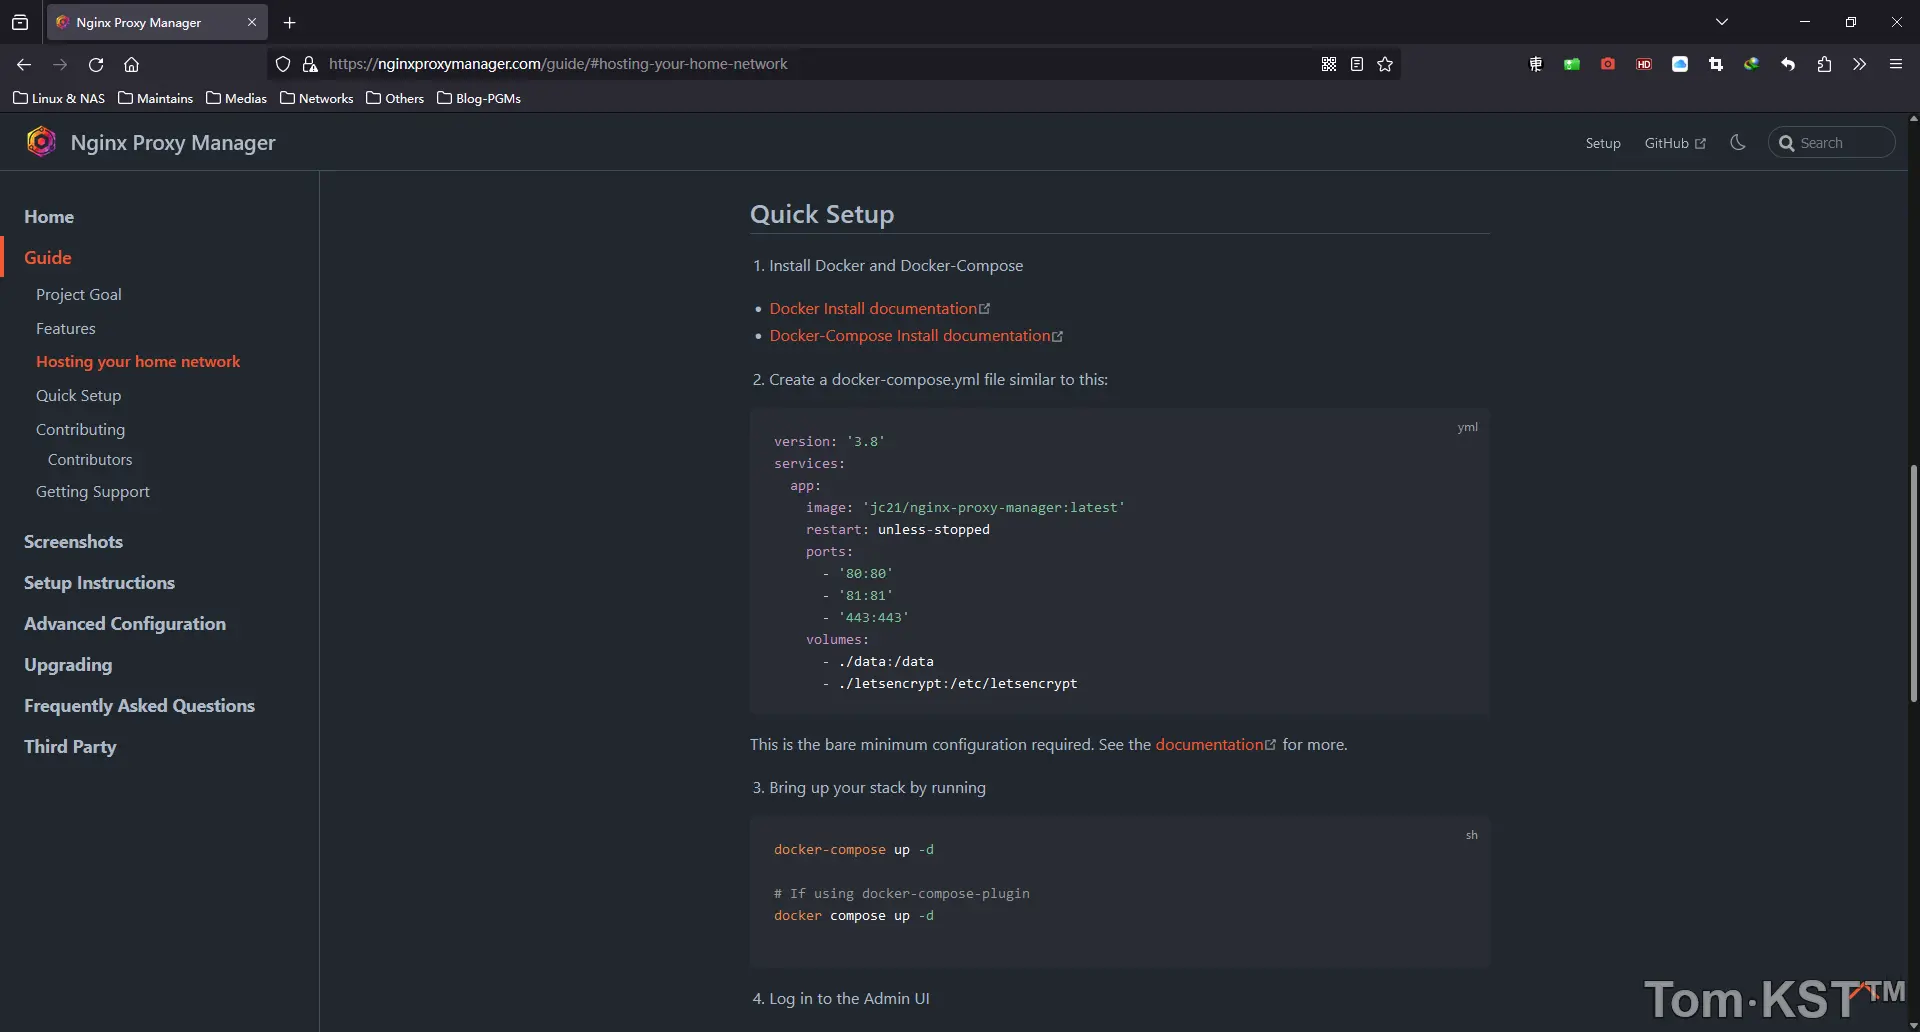 Nginx Proxy Manager
https://nginxproxymanager.com/guide/#hosting-your-home-network
HD
Linux & NAS
Maintains
Medias
Networks
Others
Blog-PGMs
Nginx Proxy Manager
Setup
GitHub
Search
Home
Guide
Project Goal
Features
Hosting your home network
Quick Setup
Contributing
Contributors
Getting Support
Screenshots
Setup Instructions
Advanced Configuration
Upgrading
Frequently Asked Questions
Third Party
Quick Setup
1. Install Docker and Docker-Compose
• Docker Install documentation
• Docker-Compose Install documentation
2. Create a docker-compose.yml file similar to this:
yml
version: '3.8'
services:
  app:
    image: 'jc21/nginx-proxy-manager:latest'
    restart: unless-stopped
    ports:
      - '80:80'
      - '81:81'
      - '443:443'
    volumes:
      - ./data:/data
      - ./letsencrypt:/etc/letsencrypt
This is the bare minimum configuration required. See the documentation for more.
3. Bring up your stack by running
sh
docker-compose up -d
# If using docker-compose-plugin
docker compose up -d
4. Log in to the Admin UI
Tom·KST™